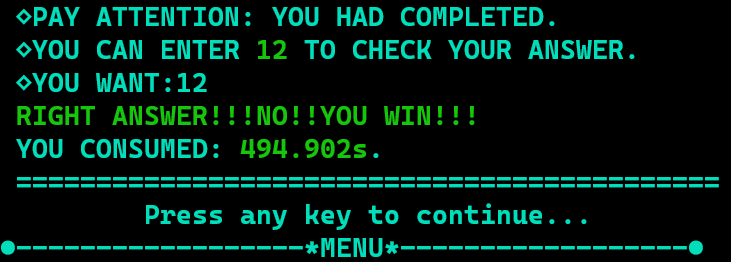 ◇PAY ATTENTION: YOU HAD COMPLETED.
◇YOU CAN ENTER 12 TO CHECK YOUR ANSWER.
◇YOU WANT:12
RIGHT ANSWER!!!NO!!YOU WIN!!!
YOU CONSUMED: 494.902s.
============================================
Press any key to continue...
●------------------*MENU*------------------●